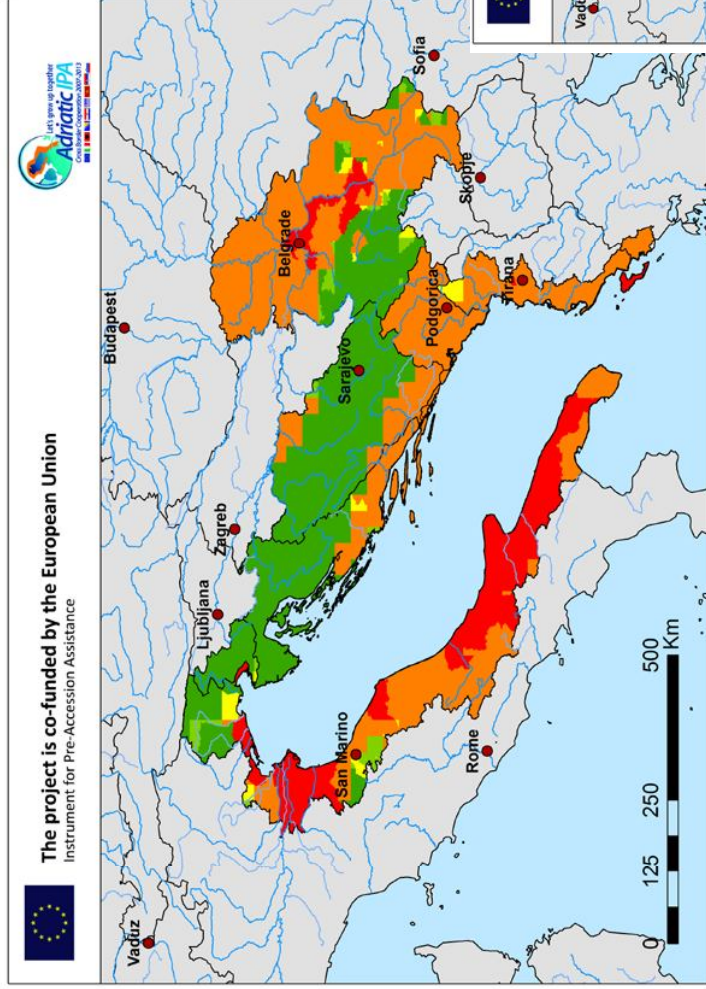 The project is co-funded by the European Union
Instrument for Pre-Accession Assistance
Let's grow up together
Adriatic IPA
Cross Border Cooperation 2007-2013
Vaduz
Budapest
Ljubljana
Zagreb
Belgrade
Sarajevo
San Marino
Podgorica
Sofia
Rome
Skopje
Tirana
0 125 250 500
Km